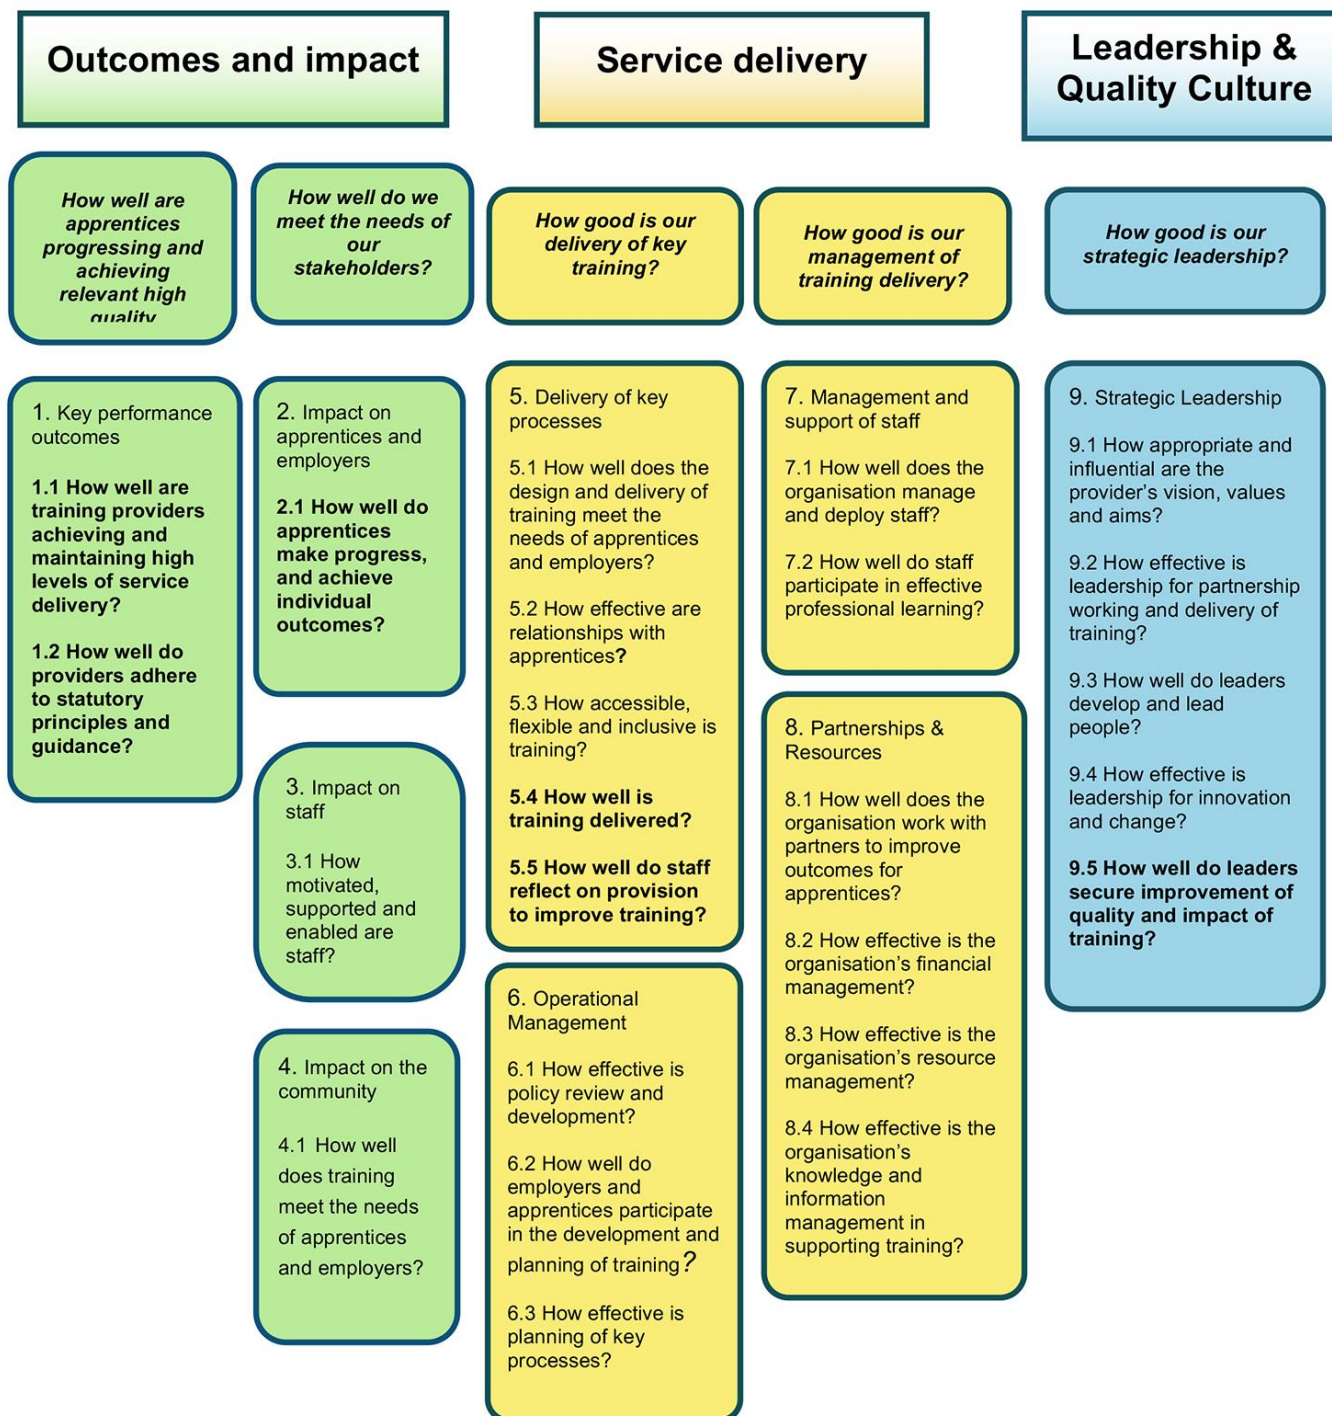 Outcomes and impact
Service delivery
Leadership &
Quality Culture
How well are
apprentices
progressing and
achieving
relevant high
quality
How well do we
meet the needs of
our
stakeholders?
How good is our
delivery of key
training?
How good is our
management of
training delivery?
How good is our
strategic leadership?
1. Key performance
outcomes
1.1 How well are
training providers
achieving and
maintaining high
levels of service
delivery?
1.2 How well do
providers adhere
to statutory
principles and
guidance?
2. Impact on
apprentices and
employers
2.1 How well do
apprentices
make progress,
and achieve
individual
outcomes?
3. Impact on
staff
3.1 How
motivated,
supported and
enabled are
staff?
4. Impact on the
community
4.1 How well
does training
meet the needs
of apprentices
and employers?
5. Delivery of key
processes
5.1 How well does the
design and delivery of
training meet the
needs of apprentices
and employers?
5.2 How effective are
relationships with
apprentices?
5.3 How accessible,
flexible and inclusive is
training?
5.4 How well is
training delivered?
5.5 How well do staff
reflect on provision
to improve training?
6. Operational
Management
6.1 How effective is
policy review and
development?
6.2 How well do
employers and
apprentices participate
in the development and
planning of training?
6.3 How effective is
planning of key
processes?
7. Management and
support of staff
7.1 How well does the
organisation manage
and deploy staff?
7.2 How well do staff
participate in effective
professional learning?
8. Partnerships &
Resources
8.1 How well does the
organisation work with
partners to improve
outcomes for
apprentices?
8.2 How effective is the
organisation's financial
management?
8.3 How effective is the
organisation's resource
management?
8.4 How effective is the
organisation's
knowledge and
information
management in
supporting training?
9. Strategic Leadership
9.1 How appropriate and
influential are the
provider's vision, values
and aims?
9.2 How effective is
leadership for partnership
working and delivery of
training?
9.3 How well do leaders
develop and lead
people?
9.4 How effective is
leadership for innovation
and change?
9.5 How well do leaders
secure improvement of
quality and impact of
training?